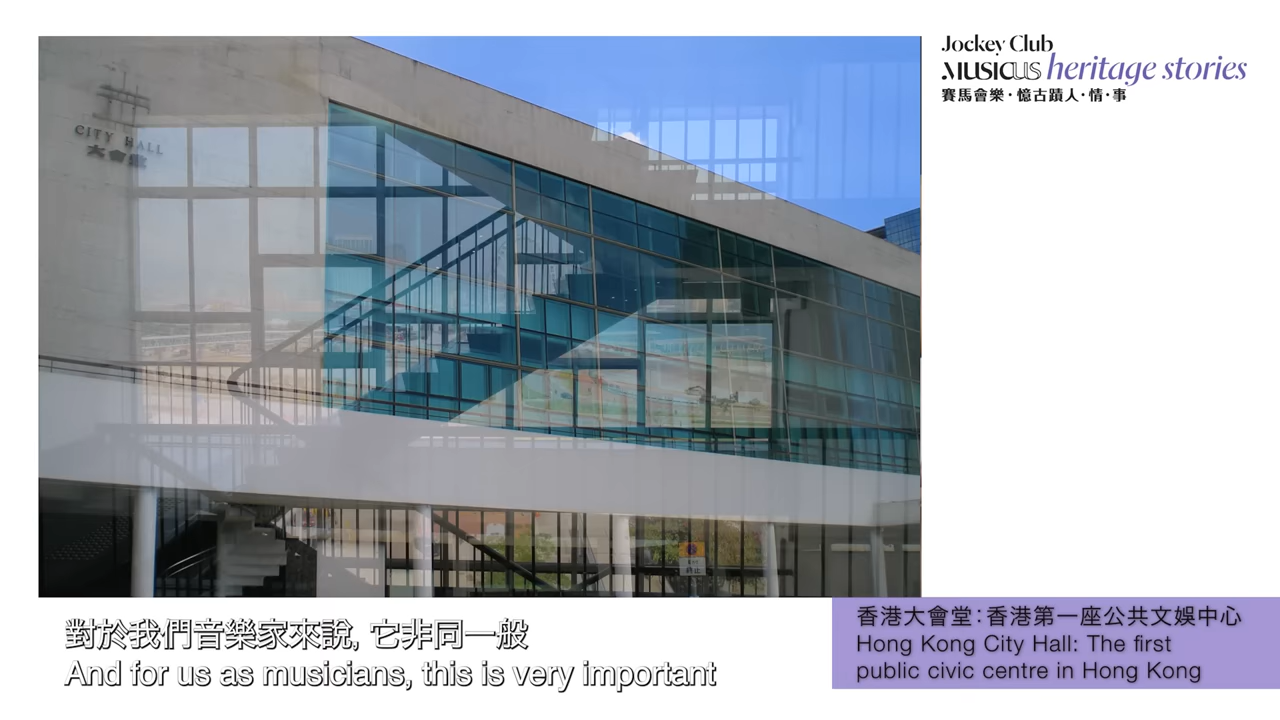 Jockey Club
MUSICUS heritage stories
賽馬會樂·憶古蹟人·情·事
CITY HALL
大會堂
對於我們音樂家來說, 它非同一般
And for us as musicians, this is very important
香港大會堂：香港第一座公共文娛中心
Hong Kong City Hall: The first
public civic centre in Hong Kong